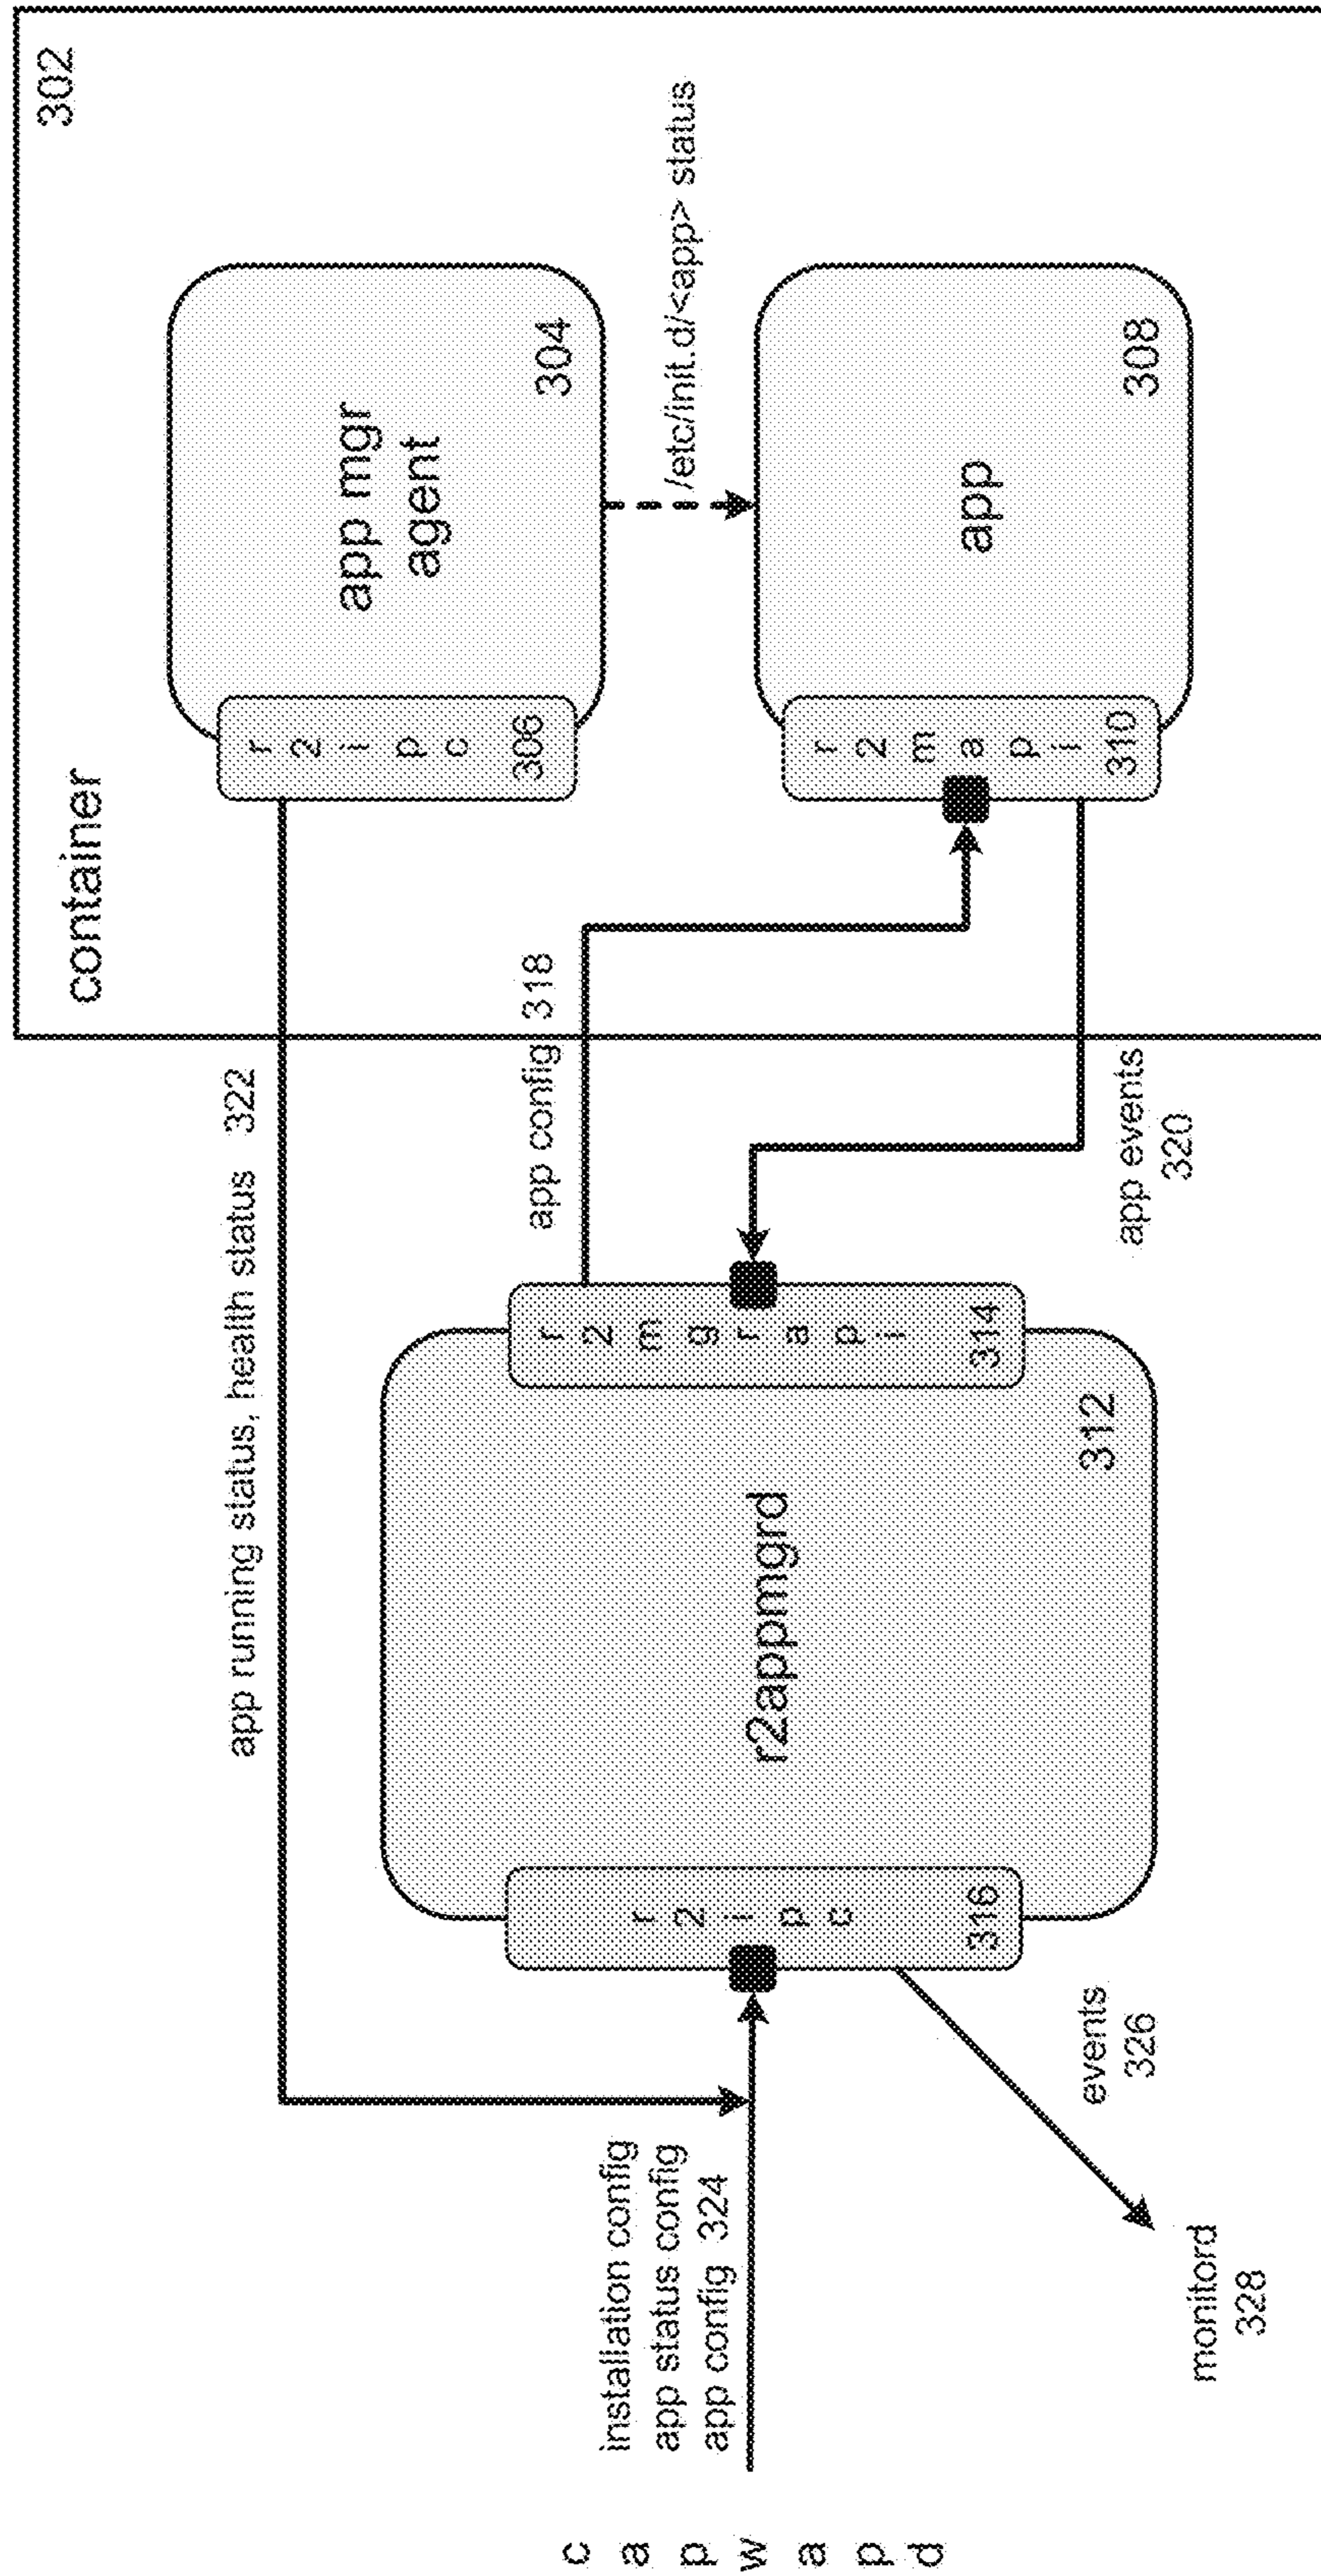 container
302
app mgr
agent
304
r2ipc
306
/etc/init.d/<app> status
app
308
r2mapi
310
app running status, health status 322
app config 318
app events
320
r2mgrapi
314
r2appmgrd
312
r2ipc
316
installation config
app status config
app config 324
events
326
monitord
328
capwapd